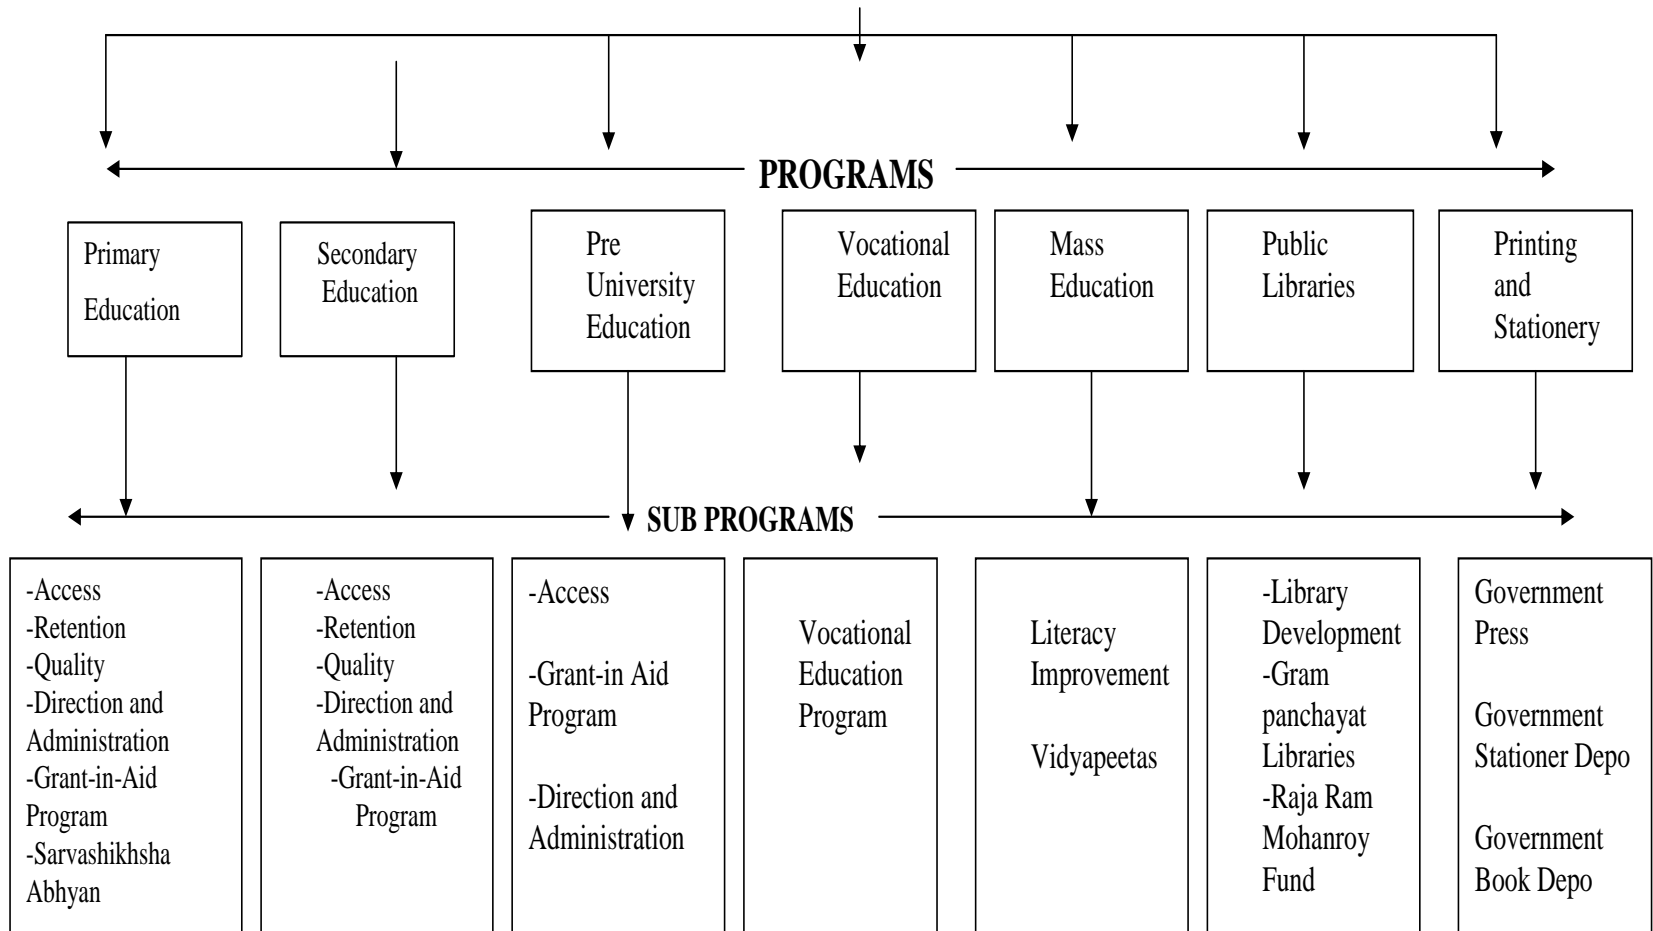 PROGRAMS
Primary
Education
Secondary
Education
Pre
University
Education
Vocational
Education
Mass
Education
Public
Libraries
Printing
and
Stationery
SUB PROGRAMS
-Access
-Retention
-Quality
-Direction and
Administration
-Grant-in-Aid
Program
-Sarvashikhsha
Abhyan
-Access
-Retention
-Quality
-Direction and
Administration
-Grant-in-Aid
Program
-Access
-Grant-in Aid
Program
-Direction and
Administration
Vocational
Education
Program
Literacy
Improvement
Vidyapeetas
-Library
Development
-Gram
panchayat
Libraries
-Raja Ram
Mohanroy
Fund
Government
Press
Government
Stationer Depo
Government
Book Depo